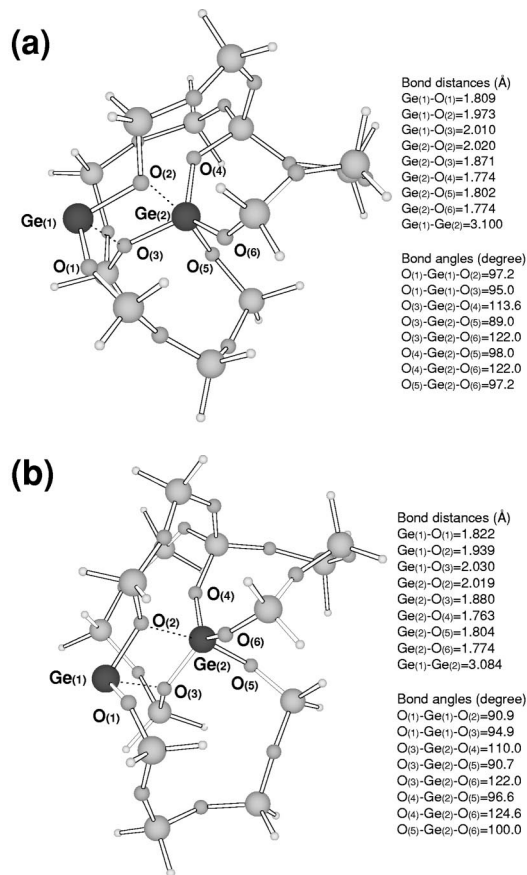 (a)
Bond distances (Å)
Ge(1)-O(1)=1.809
Ge(1)-O(2)=1.973
Ge(1)-O(3)=2.010
Ge(2)-O(2)=2.020
Ge(2)-O(3)=1.871
Ge(2)-O(4)=1.774
Ge(2)-O(5)=1.802
Ge(2)-O(6)=1.774
Ge(1)-Ge(2)=3.100
Bond angles (degree)
O(1)-Ge(1)-O(2)=97.2
O(1)-Ge(1)-O(3)=95.0
O(3)-Ge(2)-O(4)=113.6
O(3)-Ge(2)-O(5)=89.0
O(3)-Ge(2)-O(6)=122.0
O(4)-Ge(2)-O(5)=98.0
O(4)-Ge(2)-O(6)=122.0
O(5)-Ge(2)-O(6)=97.2
O(4)
O(2)
Ge(1)
Ge(2)
O(3)
O(6)
O(1)
O(5)
(b)
Bond distances (Å)
Ge(1)-O(1)=1.822
Ge(1)-O(2)=1.939
Ge(1)-O(3)=2.030
Ge(2)-O(2)=2.019
Ge(2)-O(3)=1.880
Ge(2)-O(4)=1.763
Ge(2)-O(5)=1.804
Ge(2)-O(6)=1.774
Ge(1)-Ge(2)=3.084
Bond angles (degree)
O(1)-Ge(1)-O(2)=90.9
O(1)-Ge(1)-O(3)=94.9
O(3)-Ge(2)-O(4)=110.0
O(3)-Ge(2)-O(5)=90.7
O(3)-Ge(2)-O(6)=122.0
O(4)-Ge(2)-O(5)=96.6
O(4)-Ge(2)-O(6)=124.6
O(5)-Ge(2)-O(6)=100.0
O(4)
O(2)
O(6)
Ge(2)
Ge(1)
O(3)
O(5)
O(1)